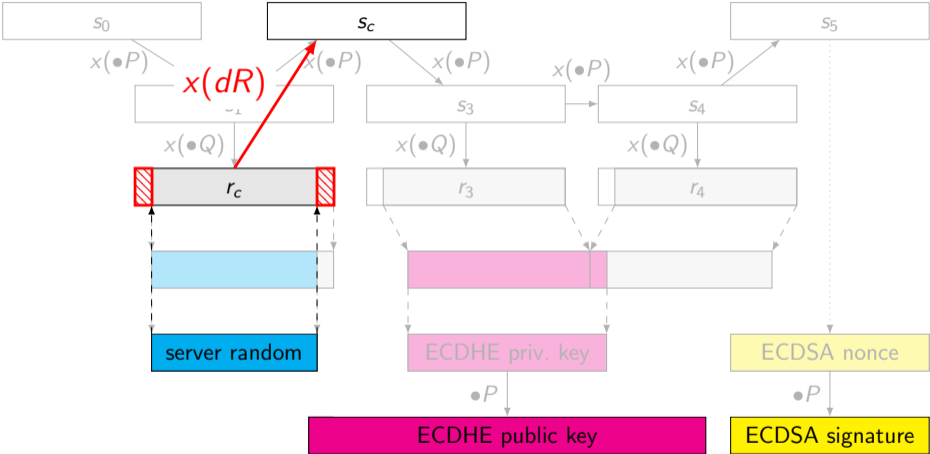 s₀
s_c
s₅
x(•P)
x(•P)
x(•P)
x(•P)
x(•P)
x(dR)
s₁
s₃
s₄
x(•Q)
x(•Q)
x(•Q)
r_c
r₃
r₄
server random
ECDHE priv. key
ECDSA nonce
•P
•P
ECDHE public key
ECDSA signature